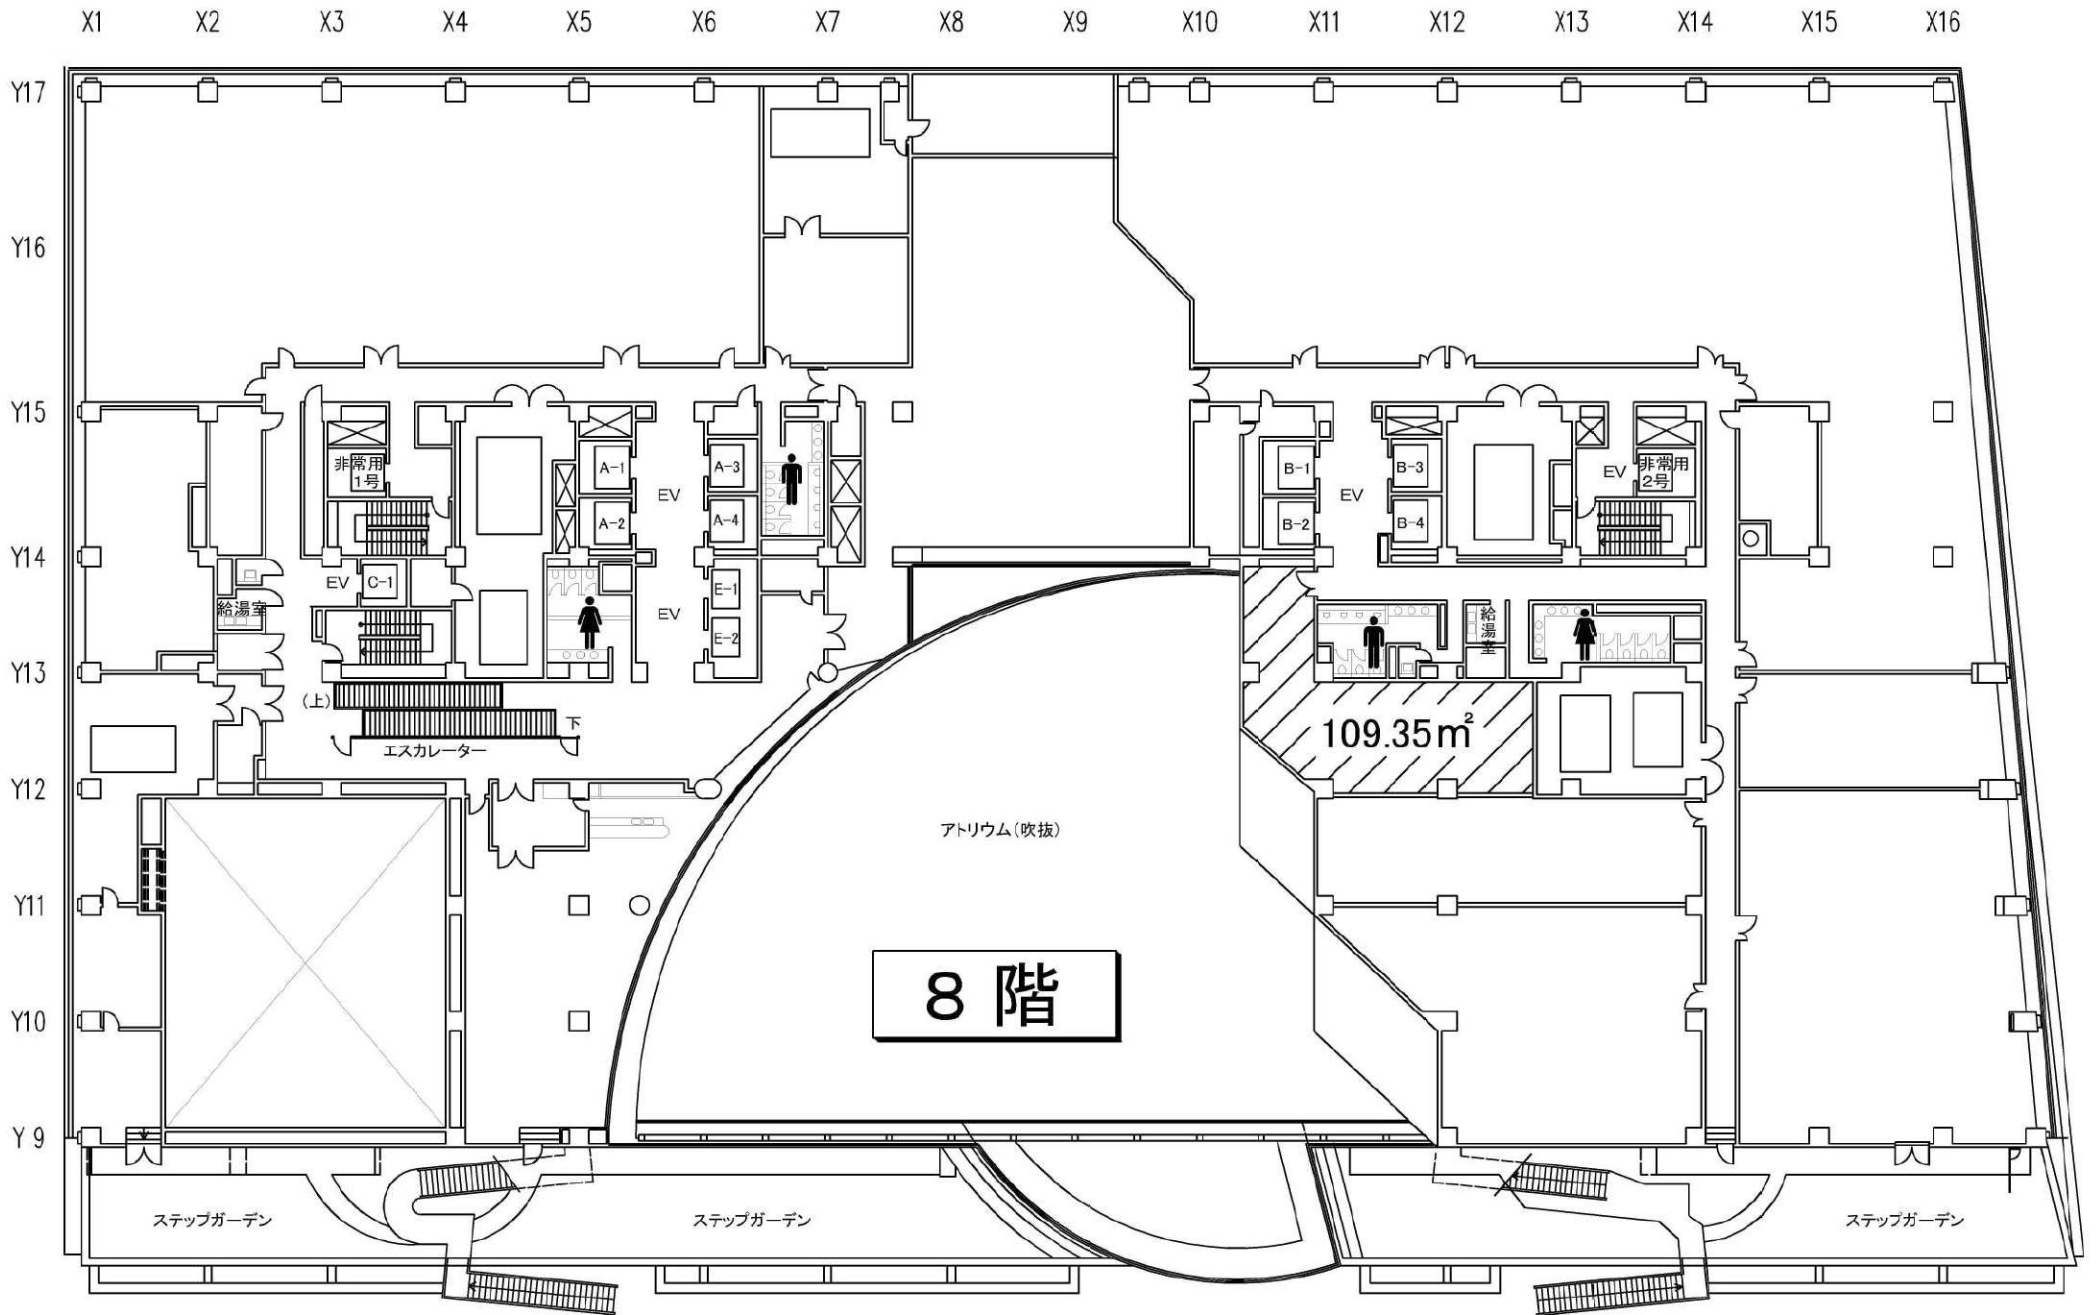 X1 X2 X3 X4 X5 X6 X7 X8 X9 X10 X11 X12 X13 X14 X15 X16
Y17
Y16
Y15
非常用
1号
A-1
A-3
EV
A-2
A-4
B-1
B-3
EV
B-2
B-4
EV
非常用
2号
Y14
EV
C-1
E-1
EV
E-2
給湯室
給湯室
Y13
(上)
下
エスカレーター
109.35㎡
Y12
アトリウム(吹抜)
Y11
8 階
Y10
Y 9
ステップガーデン
ステップガーデン
ステップガーデン